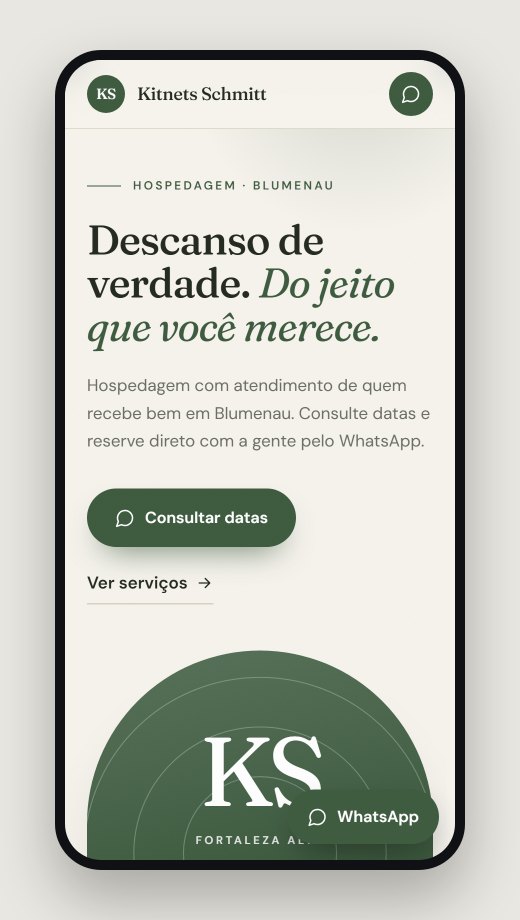 KS Kitnets Schmitt
HOSPEDAGEM · BLUMENAU
Descanso de
verdade. Do jeito
que você merece.
Hospedagem com atendimento de quem
recebe bem em Blumenau. Consulte datas e
reserve direto com a gente pelo WhatsApp.
Consultar datas
Ver serviços →
KS
WhatsApp
FORTALEZA